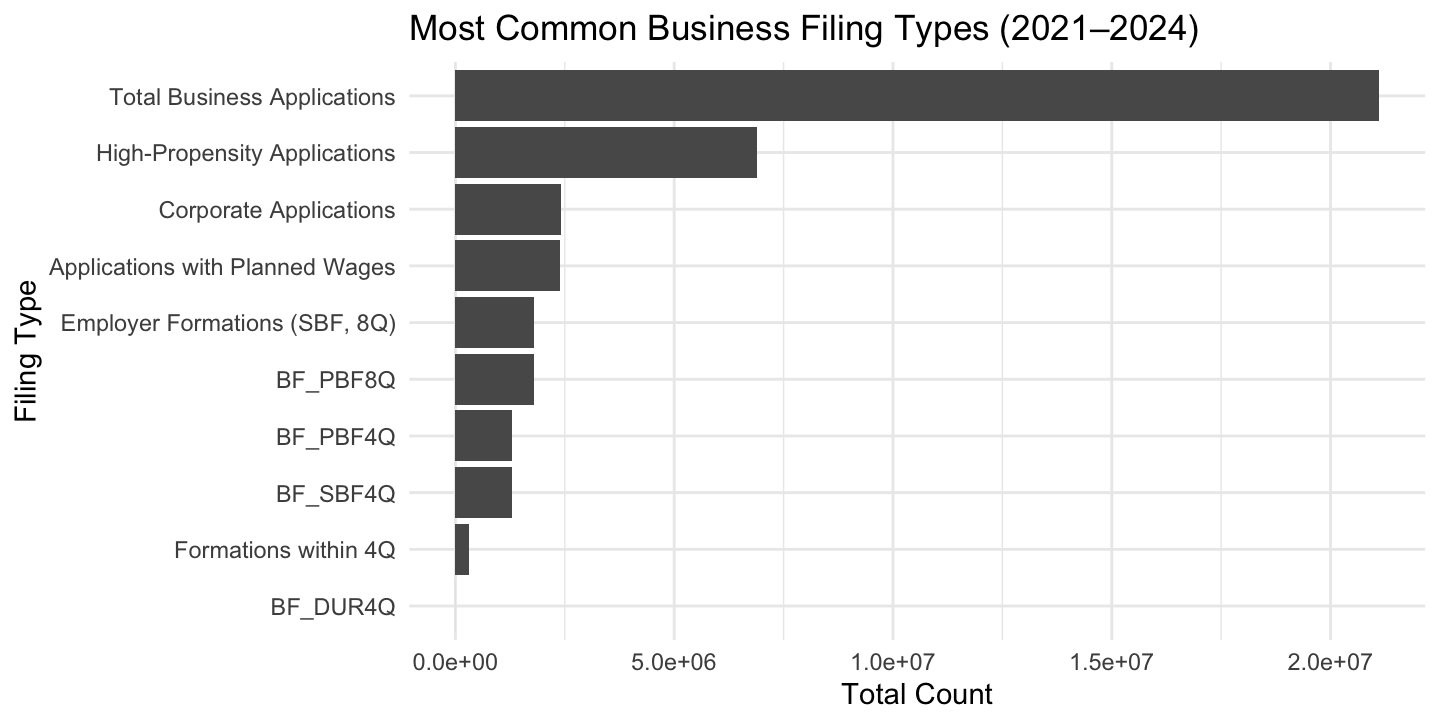 Most Common Business Filing Types (2021–2024)
Filing Type
Total Business Applications
High-Propensity Applications
Corporate Applications
Applications with Planned Wages
Employer Formations (SBF, 8Q)
BF_PBF8Q
BF_PBF4Q
BF_SBF4Q
Formations within 4Q
BF_DUR4Q
0.0e+00 5.0e+06 1.0e+07 1.5e+07 2.0e+07
Total Count